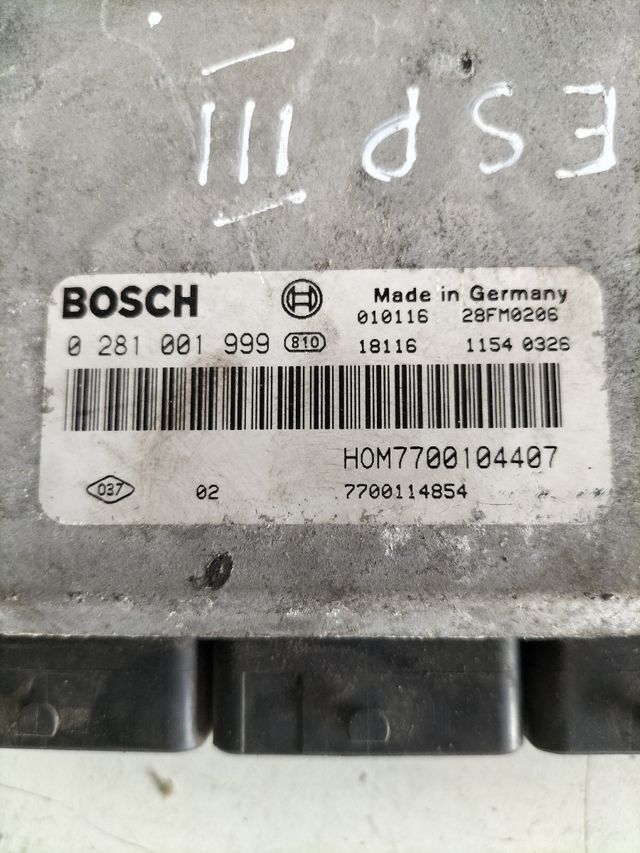 ESP III
BOSCH Made in Germany
010116 28FM0206
0 281 001 999 810 18116 1154 0326
HOM7700104407
037 02 7700114854